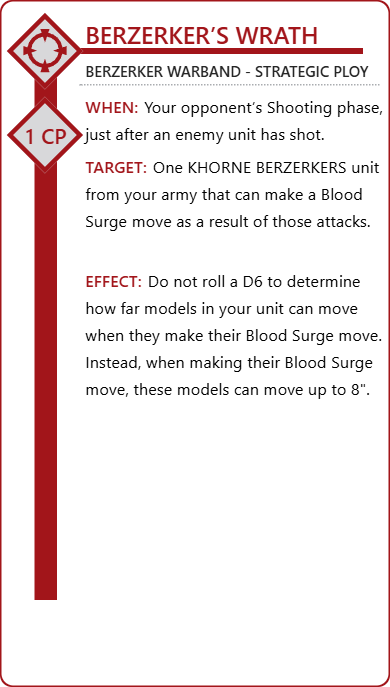 BERZERKER’S WRATH
BERZERKER WARBAND - STRATEGIC PLOY
WHEN: Your opponent’s Shooting phase,
just after an enemy unit has shot.
1 CP
TARGET: One KHORNE BERZERKERS unit
from your army that can make a Blood
Surge move as a result of those attacks.
EFFECT: Do not roll a D6 to determine
how far models in your unit can move
when they make their Blood Surge move.
Instead, when making their Blood Surge
move, these models can move up to 8".